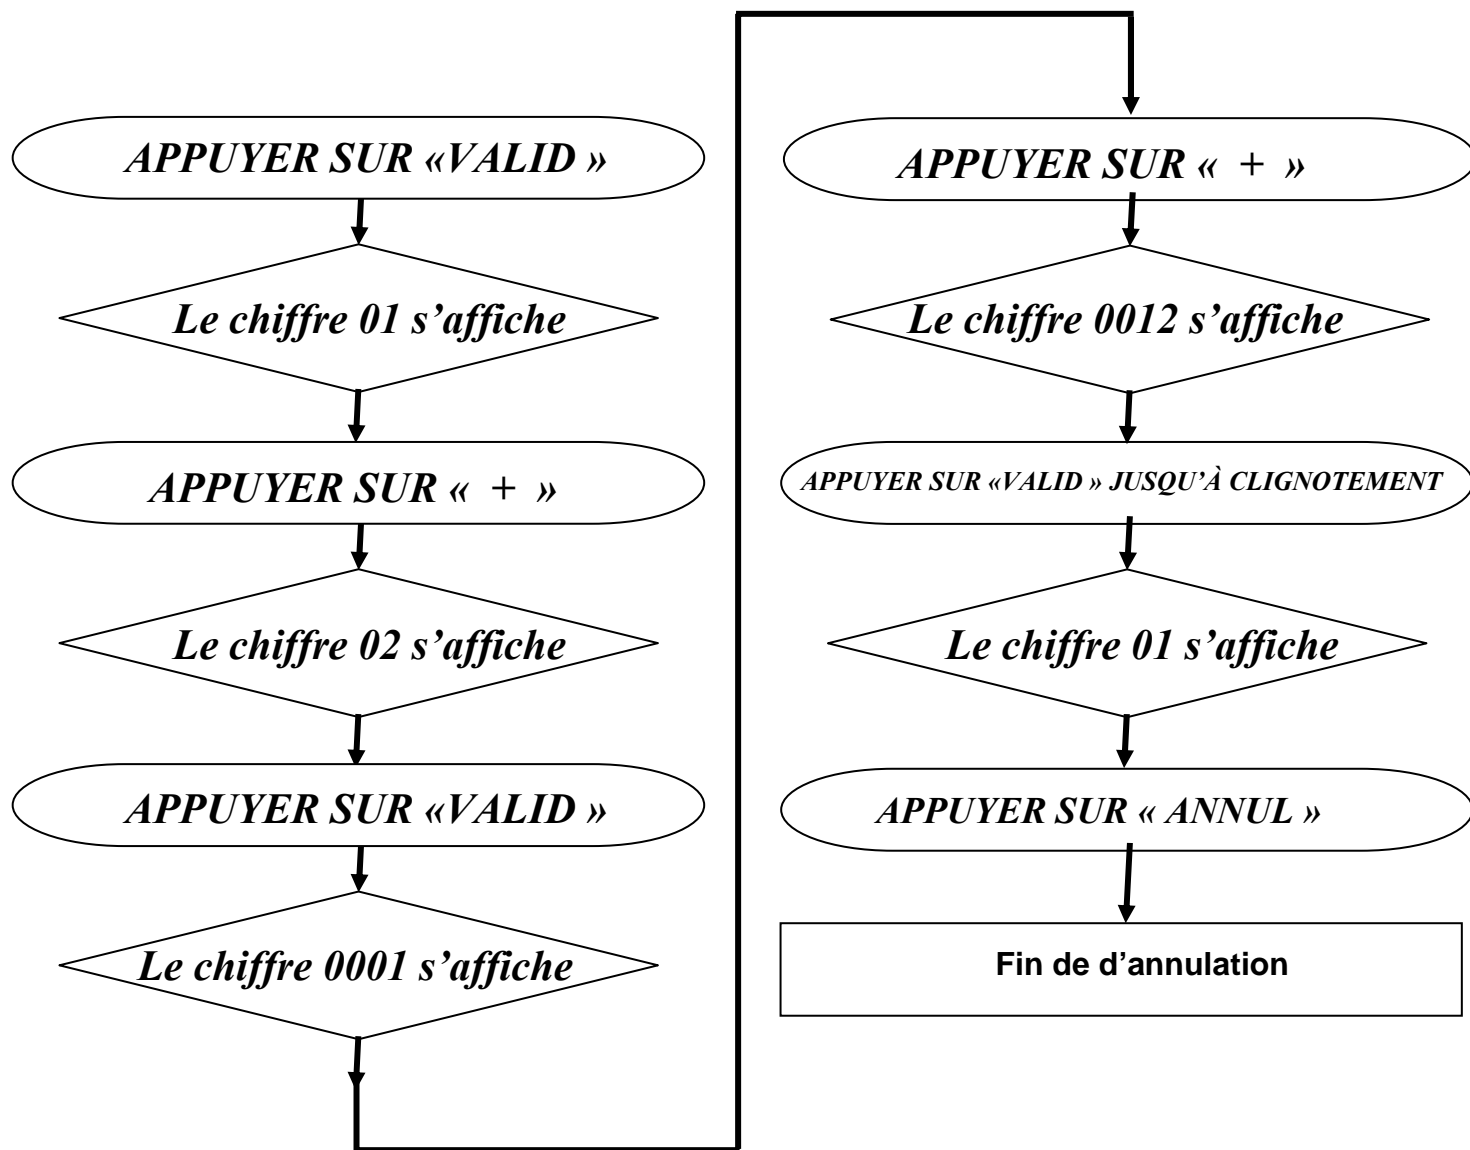 APPUYER SUR «VALID »
Le chiffre 01 s’affiche
APPUYER SUR « + »
Le chiffre 02 s’affiche
APPUYER SUR «VALID »
Le chiffre 0001 s’affiche
APPUYER SUR « + »
Le chiffre 0012 s’affiche
APPUYER SUR «VALID » JUSQU’À CLIGNOTEMENT
Le chiffre 01 s’affiche
APPUYER SUR « ANNUL »
Fin de d’annulation